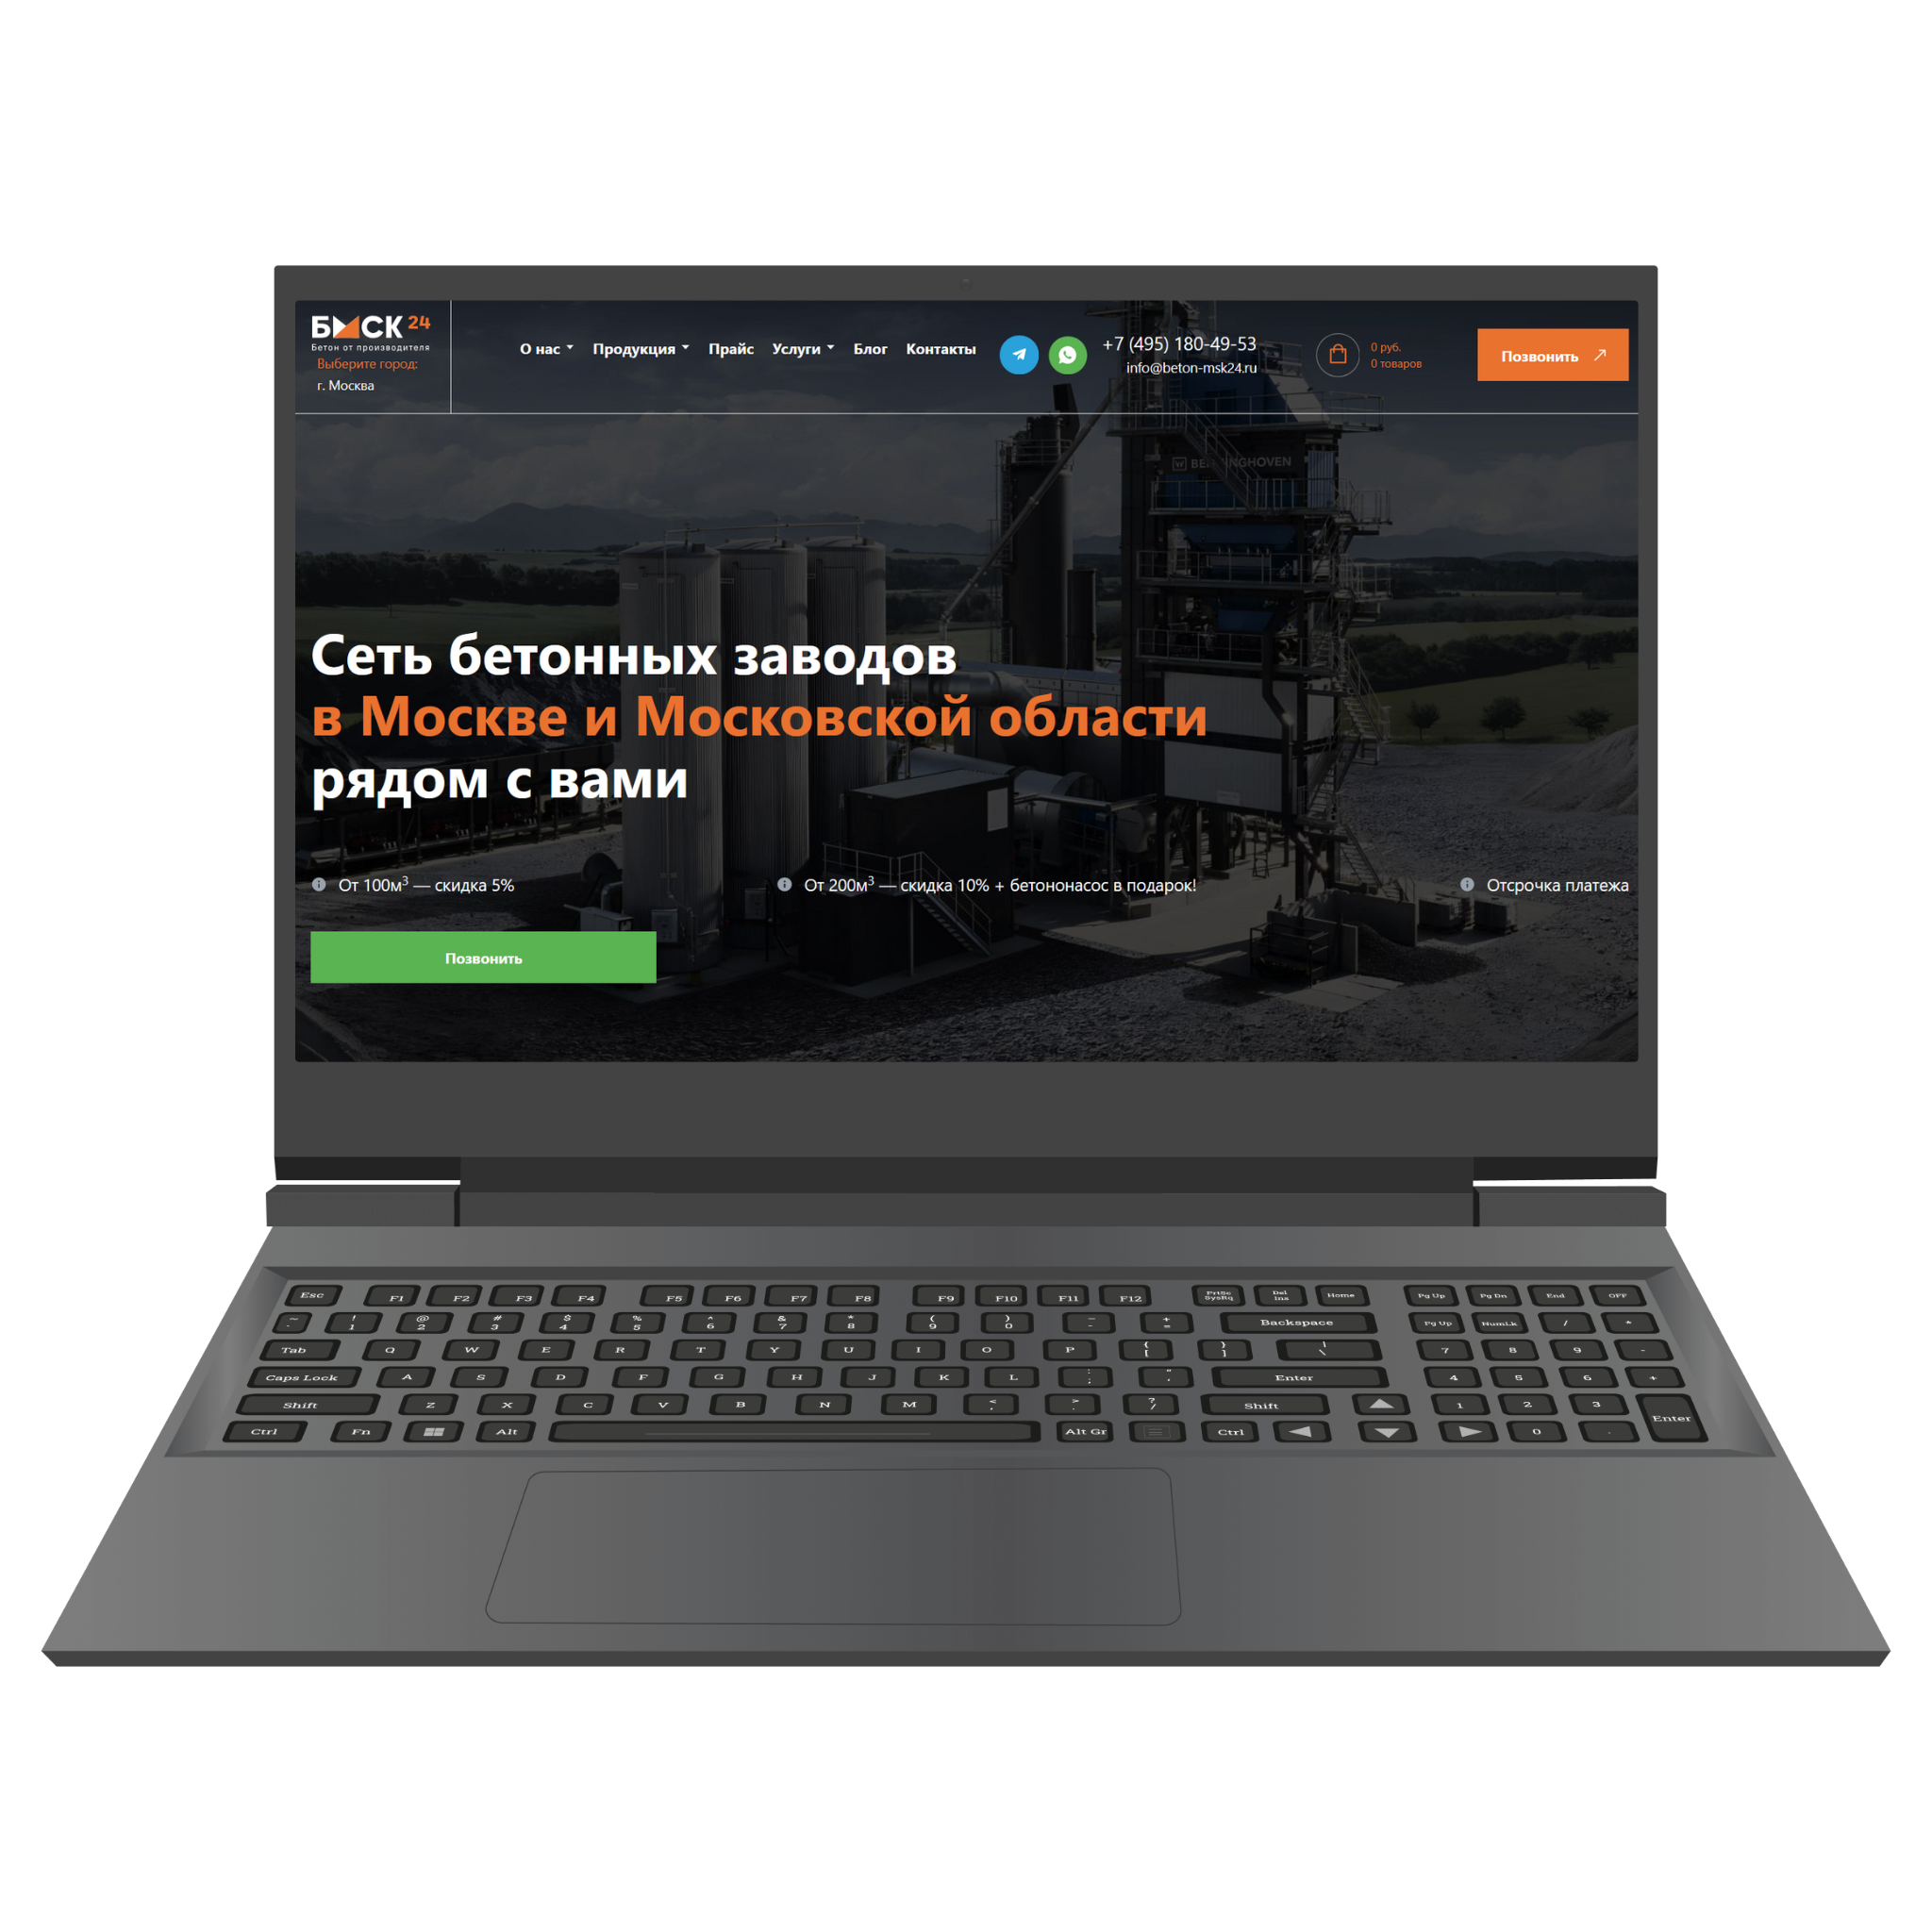 БМСК 24
Бетон от производителя
Выберите город:
г. Москва
О нас Продукция Прайс Услуги Блог Контакты
+7 (495) 180-49-53
info@beton-msk24.ru
0 руб.
0 товаров
Позвонить
Сеть бетонных заводов
в Москве и Московской области
рядом с вами
От 100м³ — скидка 5%
От 200м³ — скидка 10% + бетононасос в подарок!
Отсрочка платежа
Позвонить
Esc F1 F2 F3 F4 F5 F6 F7 F8 F9 F10 F11 F12 PrtSc SysRq Del Ins Home Pg Up Pg Dn End OFF
~ ! @ # $ % ^ & * ( ) - + Backspace Pg Up NumLk / *
. 1 2 3 4 5 6 7 8 9 0 - =
Tab Q W E R T Y U I O P { [ } ] | \ 7 8 9 -
Caps Lock A S D F G H J K L : ; " ' Enter 4 5 6 +
Shift Z X C V B N M < , > . ? / Shift 1 2 3 Enter
Ctrl Fn Alt Alt Gr Ctrl 0 .